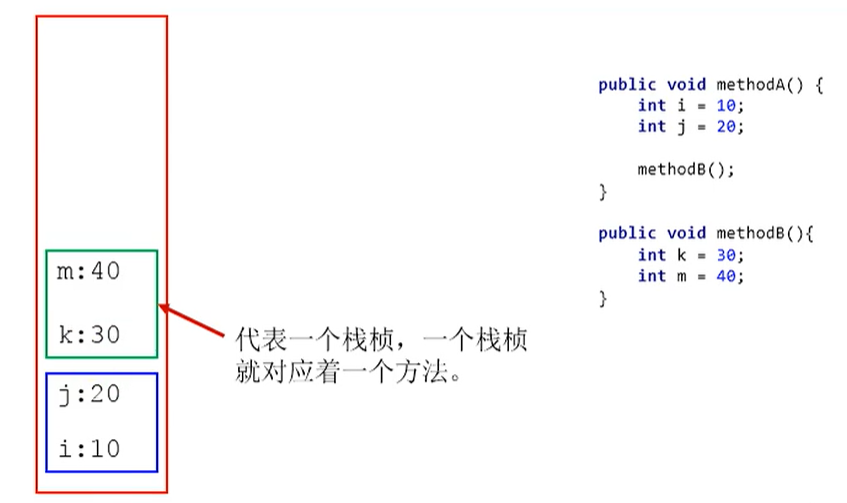 m:40
k:30
j:20
i:10
代表一个栈桢，一个栈桢
就对应着一个方法。
public void methodA() {
    int i = 10;
    int j = 20;

    methodB();
}
public void methodB(){
    int k = 30;
    int m = 40;
}